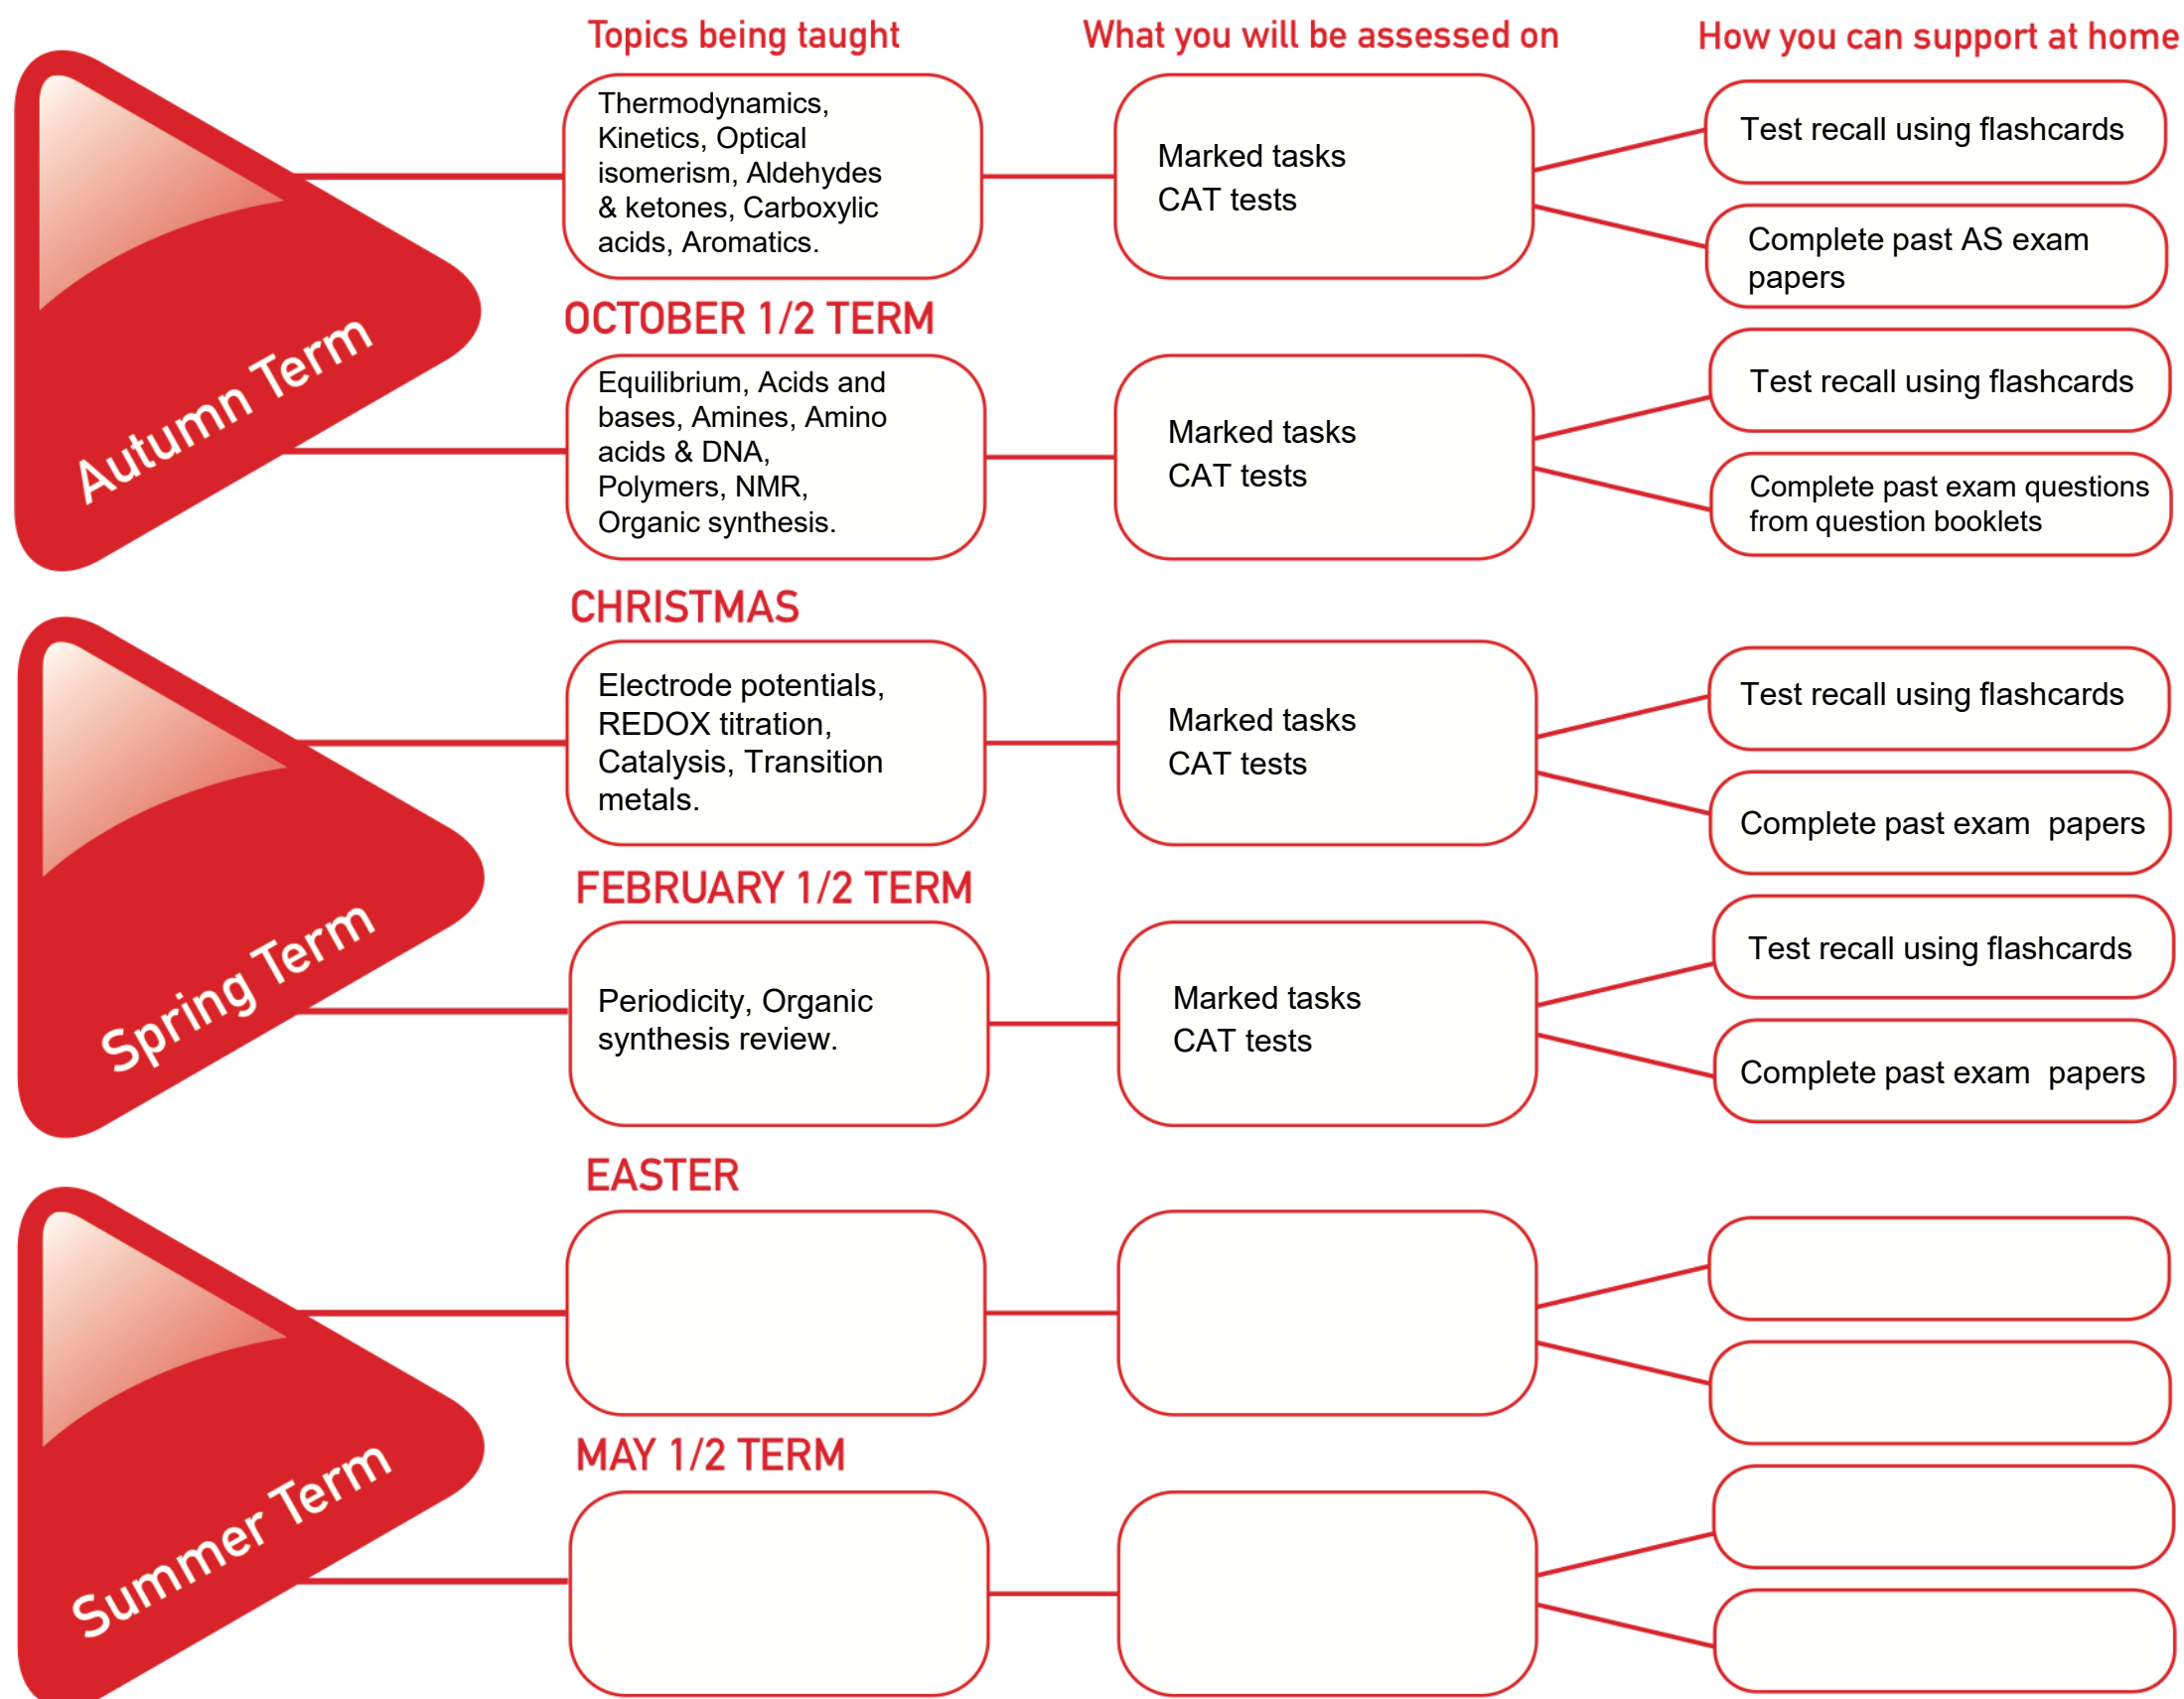 Topics being taught
What you will be assessed on
How you can support at home
Autumn Term
Thermodynamics,
Kinetics, Optical
isomerism, Aldehydes
& ketones, Carboxylic
acids, Aromatics.
Marked tasks
CAT tests
Test recall using flashcards
Complete past AS exam
papers
OCTOBER 1/2 TERM
Equilibrium, Acids and
bases, Amines, Amino
acids & DNA,
Polymers, NMR,
Organic synthesis.
Marked tasks
CAT tests
Test recall using flashcards
Complete past exam questions
from question booklets
CHRISTMAS
Spring Term
Electrode potentials,
REDOX titration,
Catalysis, Transition
metals.
Marked tasks
CAT tests
Test recall using flashcards
Complete past exam  papers
FEBRUARY 1/2 TERM
Periodicity, Organic
synthesis review.
Marked tasks
CAT tests
Test recall using flashcards
Complete past exam  papers
EASTER
Summer Term
MAY 1/2 TERM